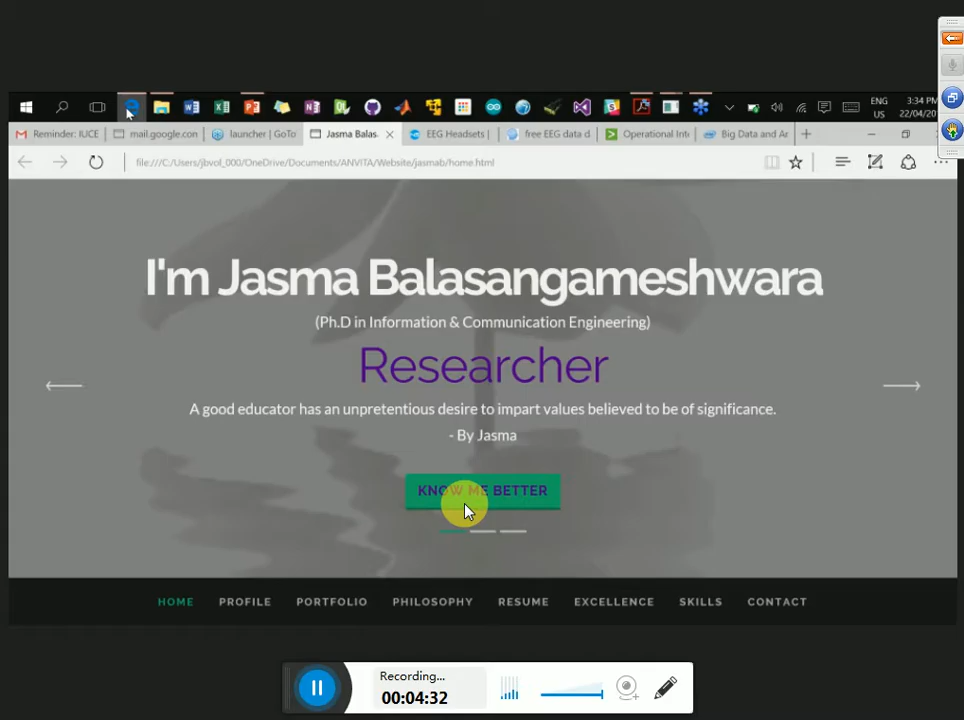 ENG
3:34 PM
US
22/04/20
Reminder: IUCE
mail.google.con
launcher | GoTo
Jasma Balas.
EEG Headsets |
free EEG data d
Operational Inte
Big Data and Ar
file:///C:/Users/jbvol_000/OneDrive/Documents/ANVITA/Website/jasmab/home.html
I'm Jasma Balasangameshwara
(Ph.D in Information & Communication Engineering)
Researcher
A good educator has an unpretentious desire to impart values believed to be of significance.
- By Jasma
KNOW ME BETTER
HOME PROFILE PORTFOLIO PHILOSOPHY RESUME EXCELLENCE SKILLS CONTACT
Recording...
00:04:32